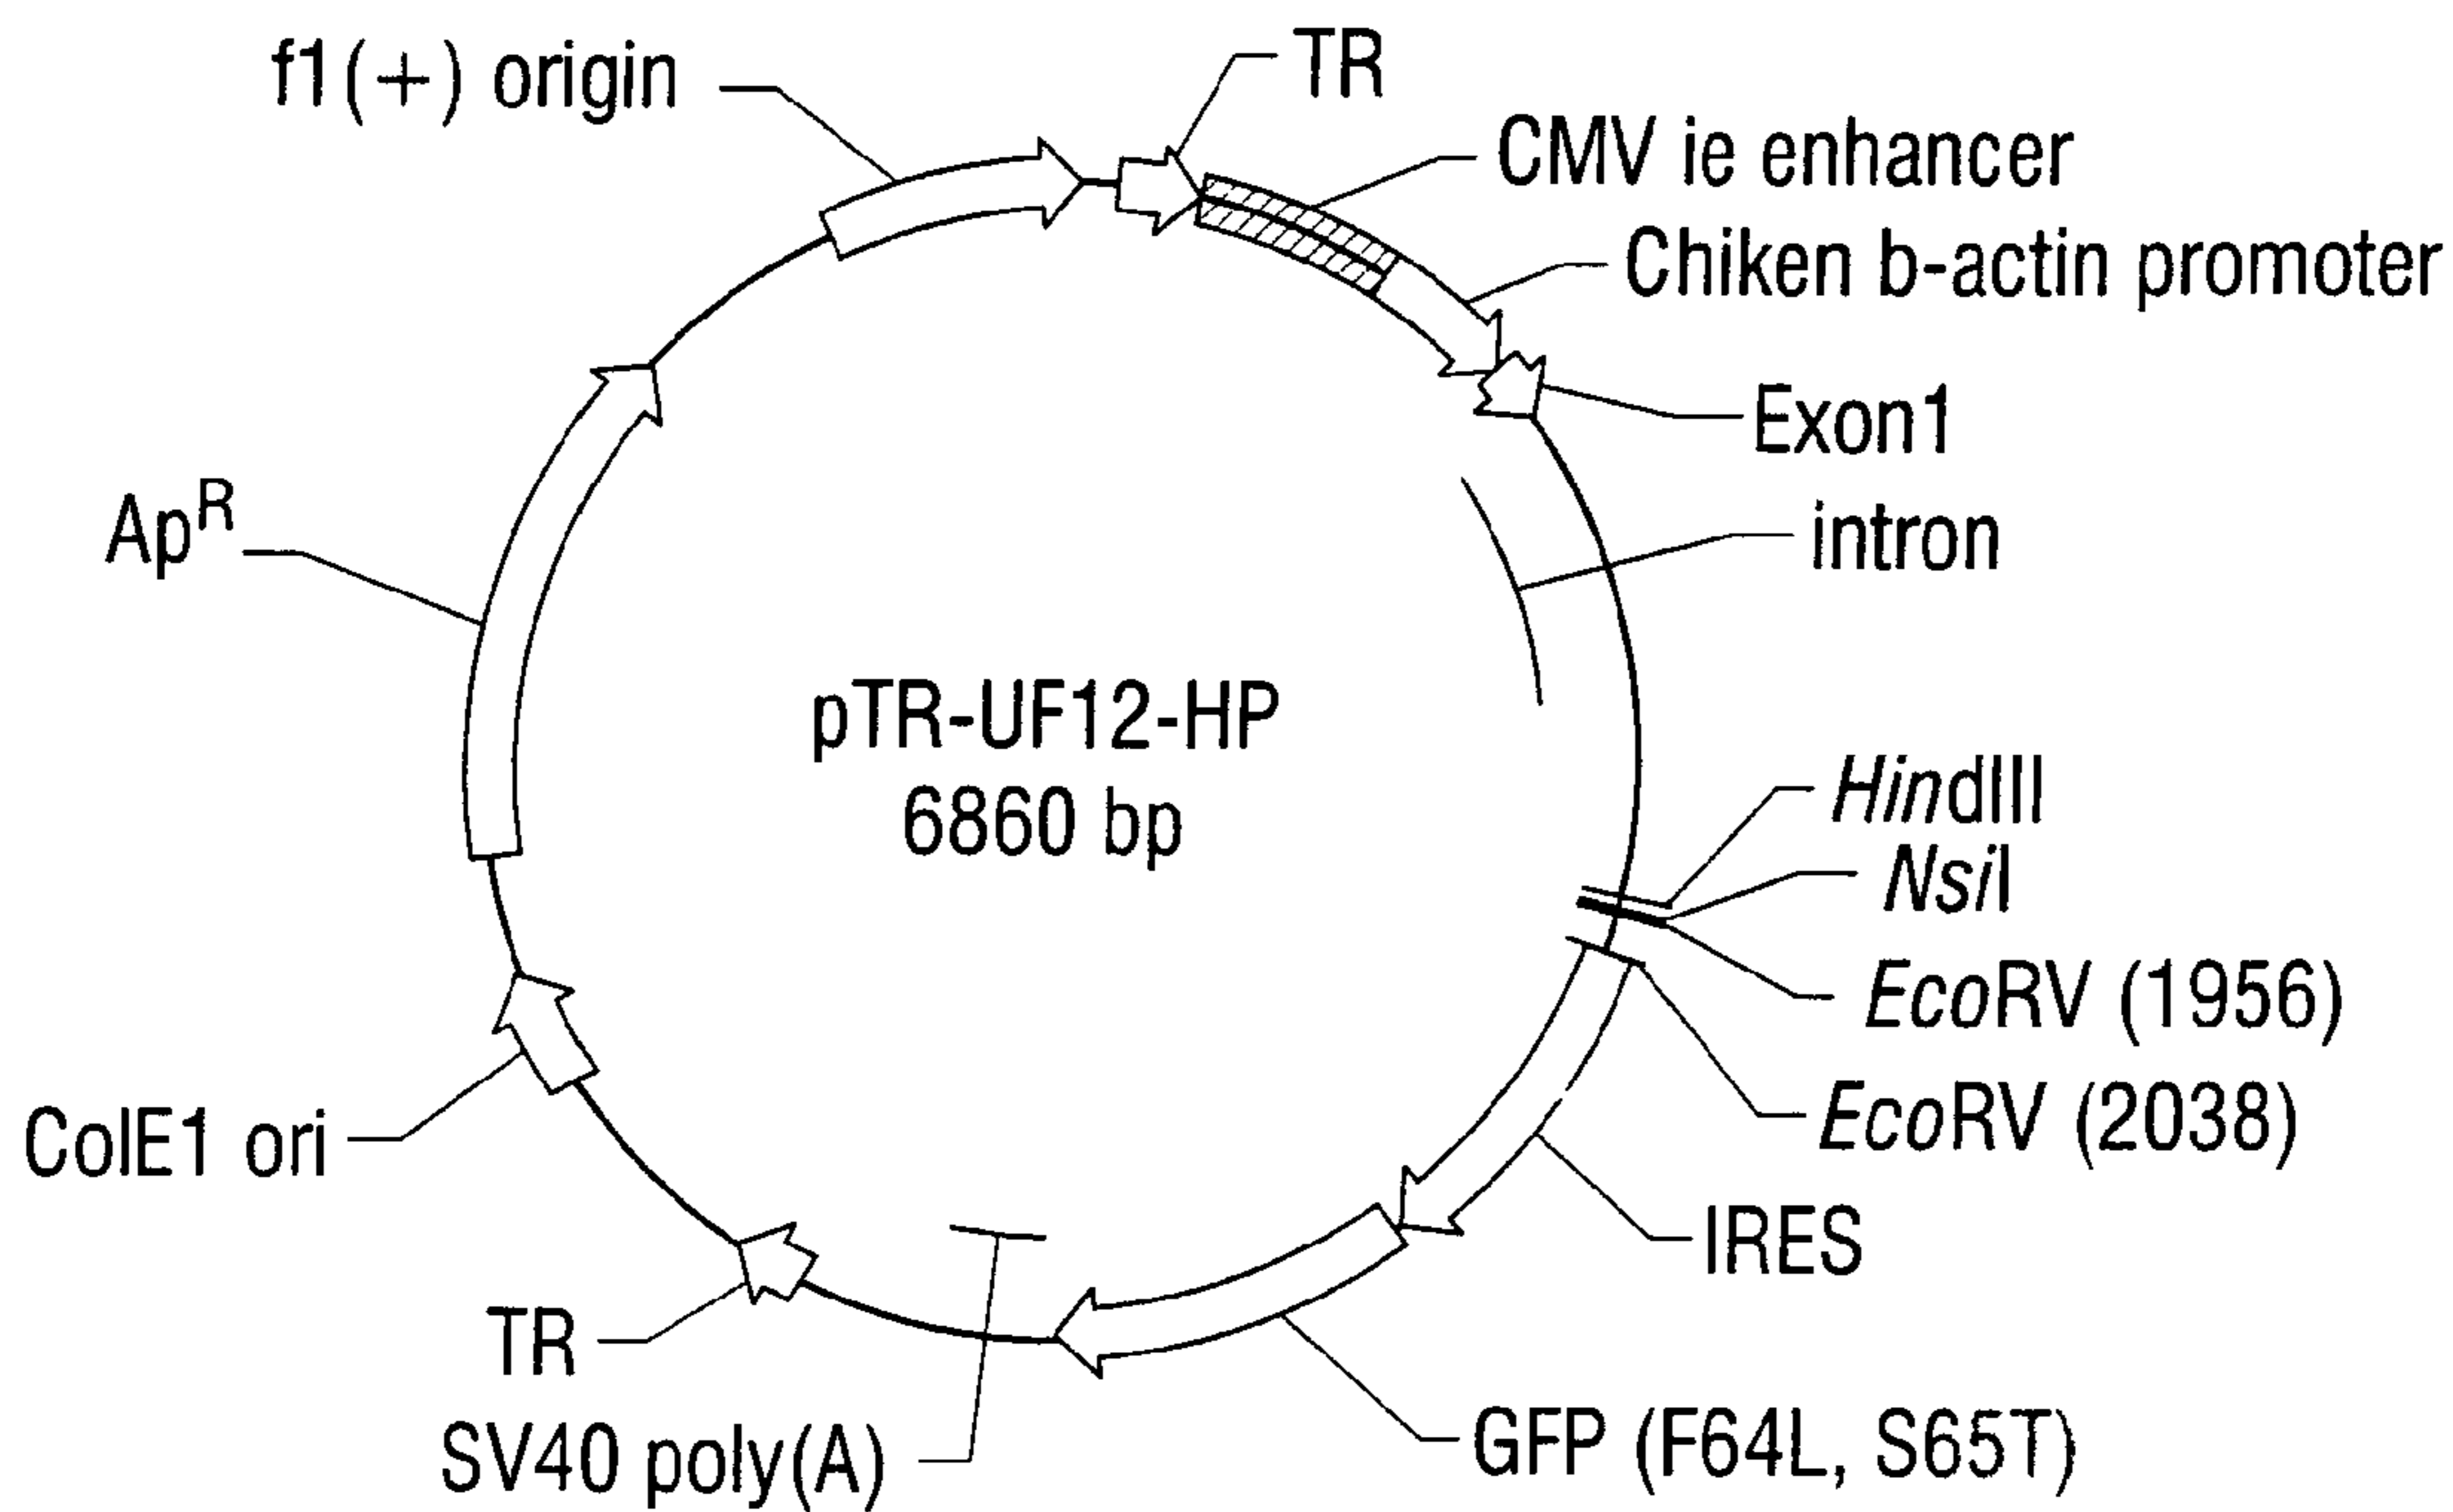 f1(+) origin
TR
CMV ie enhancer
Chiken b-actin promoter
Exon1
intron
ApR
pTR-UF12-HP
6860 bp
HindIII
NsiI
EcoRV (1956)
EcoRV (2038)
ColE1 ori
IRES
TR
SV40 poly(A)
GFP (F64L, S65T)